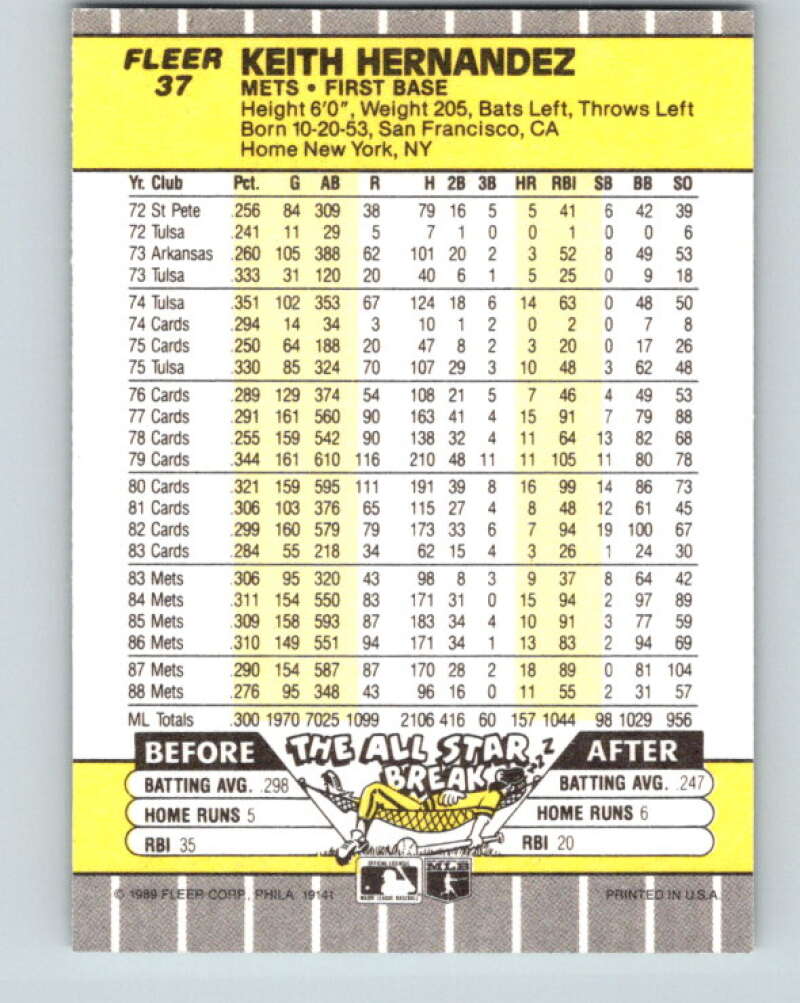 FLEER
37
KEITH HERNANDEZ
METS • FIRST BASE
Height 6'0", Weight 205, Bats Left, Throws Left
Born 10-20-53, San Francisco, CA
Home New York, NY
Yr. Club Pct. G AB R H 2B 3B HR RBI SB BB SO
72 St Pete .256 84 309 38 79 16 5 5 41 6 42 39
72 Tulsa .241 11 29 5 7 1 0 0 1 0 0 6
73 Arkansas .260 105 388 62 101 20 2 3 52 8 49 53
73 Tulsa .333 31 120 20 40 6 1 5 25 0 9 18
74 Tulsa .351 102 353 67 124 18 6 14 63 0 48 50
74 Cards .294 14 34 3 10 1 2 0 2 0 7 8
75 Cards .250 64 188 20 47 8 2 3 20 0 17 26
75 Tulsa .330 85 324 70 107 29 3 10 48 3 62 48
76 Cards .289 129 374 54 108 21 5 7 46 4 49 53
77 Cards .291 161 560 90 163 41 4 15 91 7 79 88
78 Cards .255 159 542 90 138 32 4 11 64 13 82 68
79 Cards .344 161 610 116 210 48 11 11 105 11 80 78
80 Cards .321 159 595 111 191 39 8 16 99 14 86 73
81 Cards .306 103 376 65 115 27 4 8 48 12 61 45
82 Cards .299 160 579 79 173 33 6 7 94 19 100 67
83 Cards .284 55 218 34 62 15 4 3 26 1 24 30
83 Mets .306 95 320 43 98 8 3 9 37 8 64 42
84 Mets .311 154 550 83 171 31 0 15 94 2 97 89
85 Mets .309 158 593 87 183 34 4 10 91 3 77 59
86 Mets .310 149 551 94 171 34 1 13 83 2 94 69
87 Mets .290 154 587 87 170 28 2 18 89 0 81 104
88 Mets .276 95 348 43 96 16 0 11 55 2 31 57
ML Totals .300 1970 7025 1099 2106 416 60 157 1044 98 1029 956
BEFORE THE ALL STAR BREAK AFTER
ZZZ
BATTING AVG. .298
HOME RUNS 5
RBI 35
BATTING AVG. .247
HOME RUNS 6
RBI 20
MLB
MAJOR LEAGUE BASEBALL
© 1989 FLEER CORP., PHILA. 19141
PRINTED IN U.S.A.